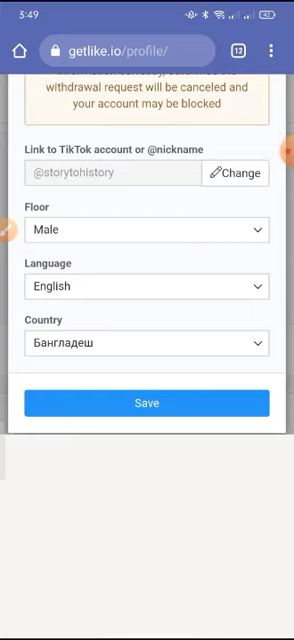 3:49
42
getlike.io/profile/
12
withdrawal request will be canceled and
your account may be blocked
Link to TikTok account or @nickname
@storytohistory
Change
Floor
Male
Language
English
Country
Бангладеш
Save